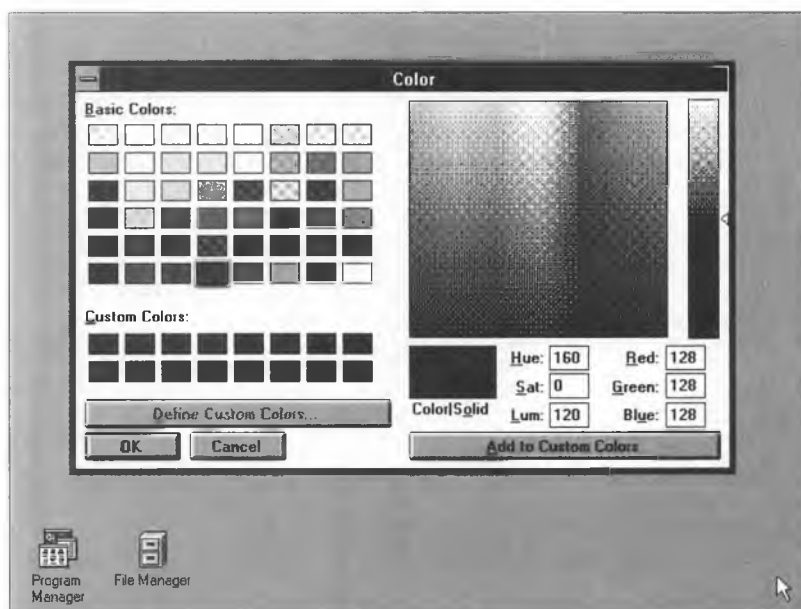 Color
Basic Colors:
Custom Colors:
Define Custom Colors...
OK Cancel
Color|Solid
Hue: 160 Red: 128
Sat: 0 Green: 128
Lum: 120 Blue: 128
Add to Custom Colors
Program
Manager
File Manager